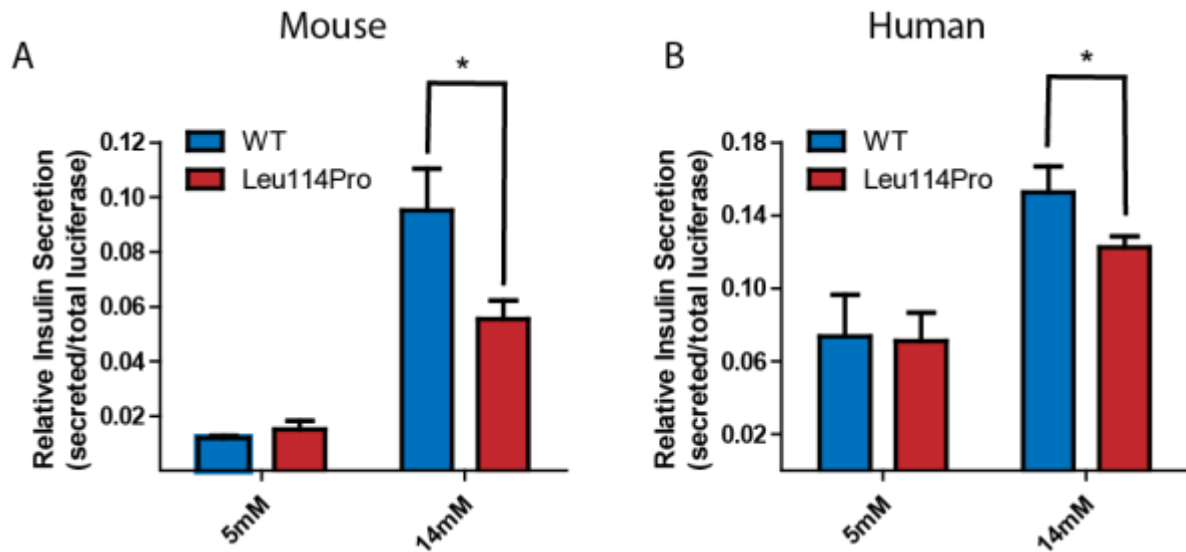 Mouse
A
*
Relative Insulin Secretion
(secreted/total luciferase)
0.12
0.10
0.08
0.06
0.04
0.02
WT
Leu114Pro
5mM
14mM
Human
B
*
Relative Insulin Secretion
(secreted/total luciferase)
0.18
0.14
0.10
0.06
0.02
WT
Leu114Pro
5mM
14mM